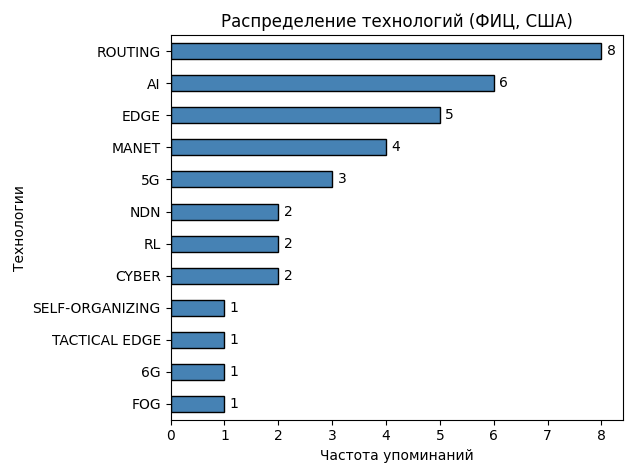 Распределение технологий (ФИЦ, США)
Технологии
ROUTING 8
AI 6
EDGE 5
MANET 4
5G 3
NDN 2
RL 2
CYBER 2
SELF-ORGANIZING 1
TACTICAL EDGE 1
6G 1
FOG 1
0 1 2 3 4 5 6 7 8
Частота упоминаний